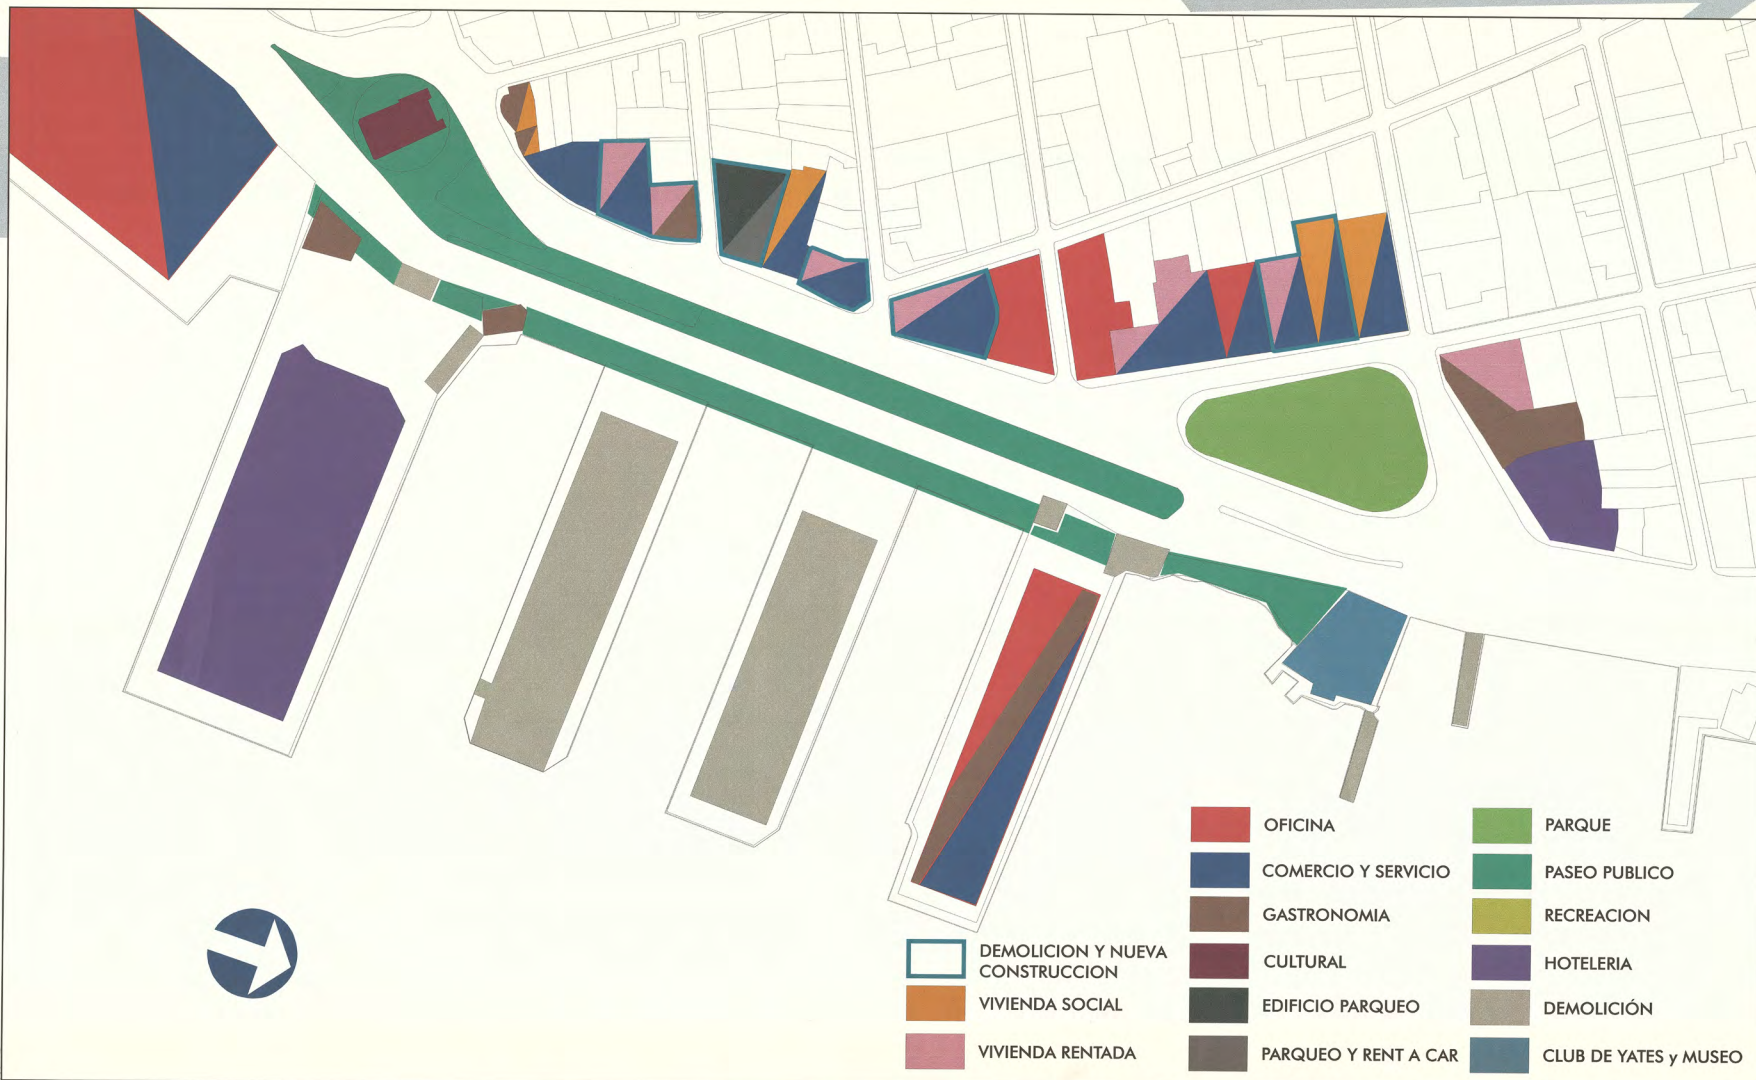 OFICINA
COMERCIO Y SERVICIO
GASTRONOMIA
DEMOLICION Y NUEVA
CONSTRUCCION
CULTURAL
VIVIENDA SOCIAL
EDIFICIO PARQUEO
VIVIENDA RENTADA
PARQUEO Y RENT A CAR
PARQUE
PASEO PUBLICO
RECREACION
HOTELERIA
DEMOLICIÓN
CLUB DE YATES y MUSEO